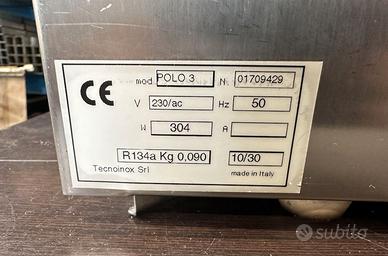 CE mod. POLO 3 N. 01709429
V 230/ac Hz 50
W 304 A
R134a Kg 0,090 10/30
Tecnoinox Srl made in Italy
subito